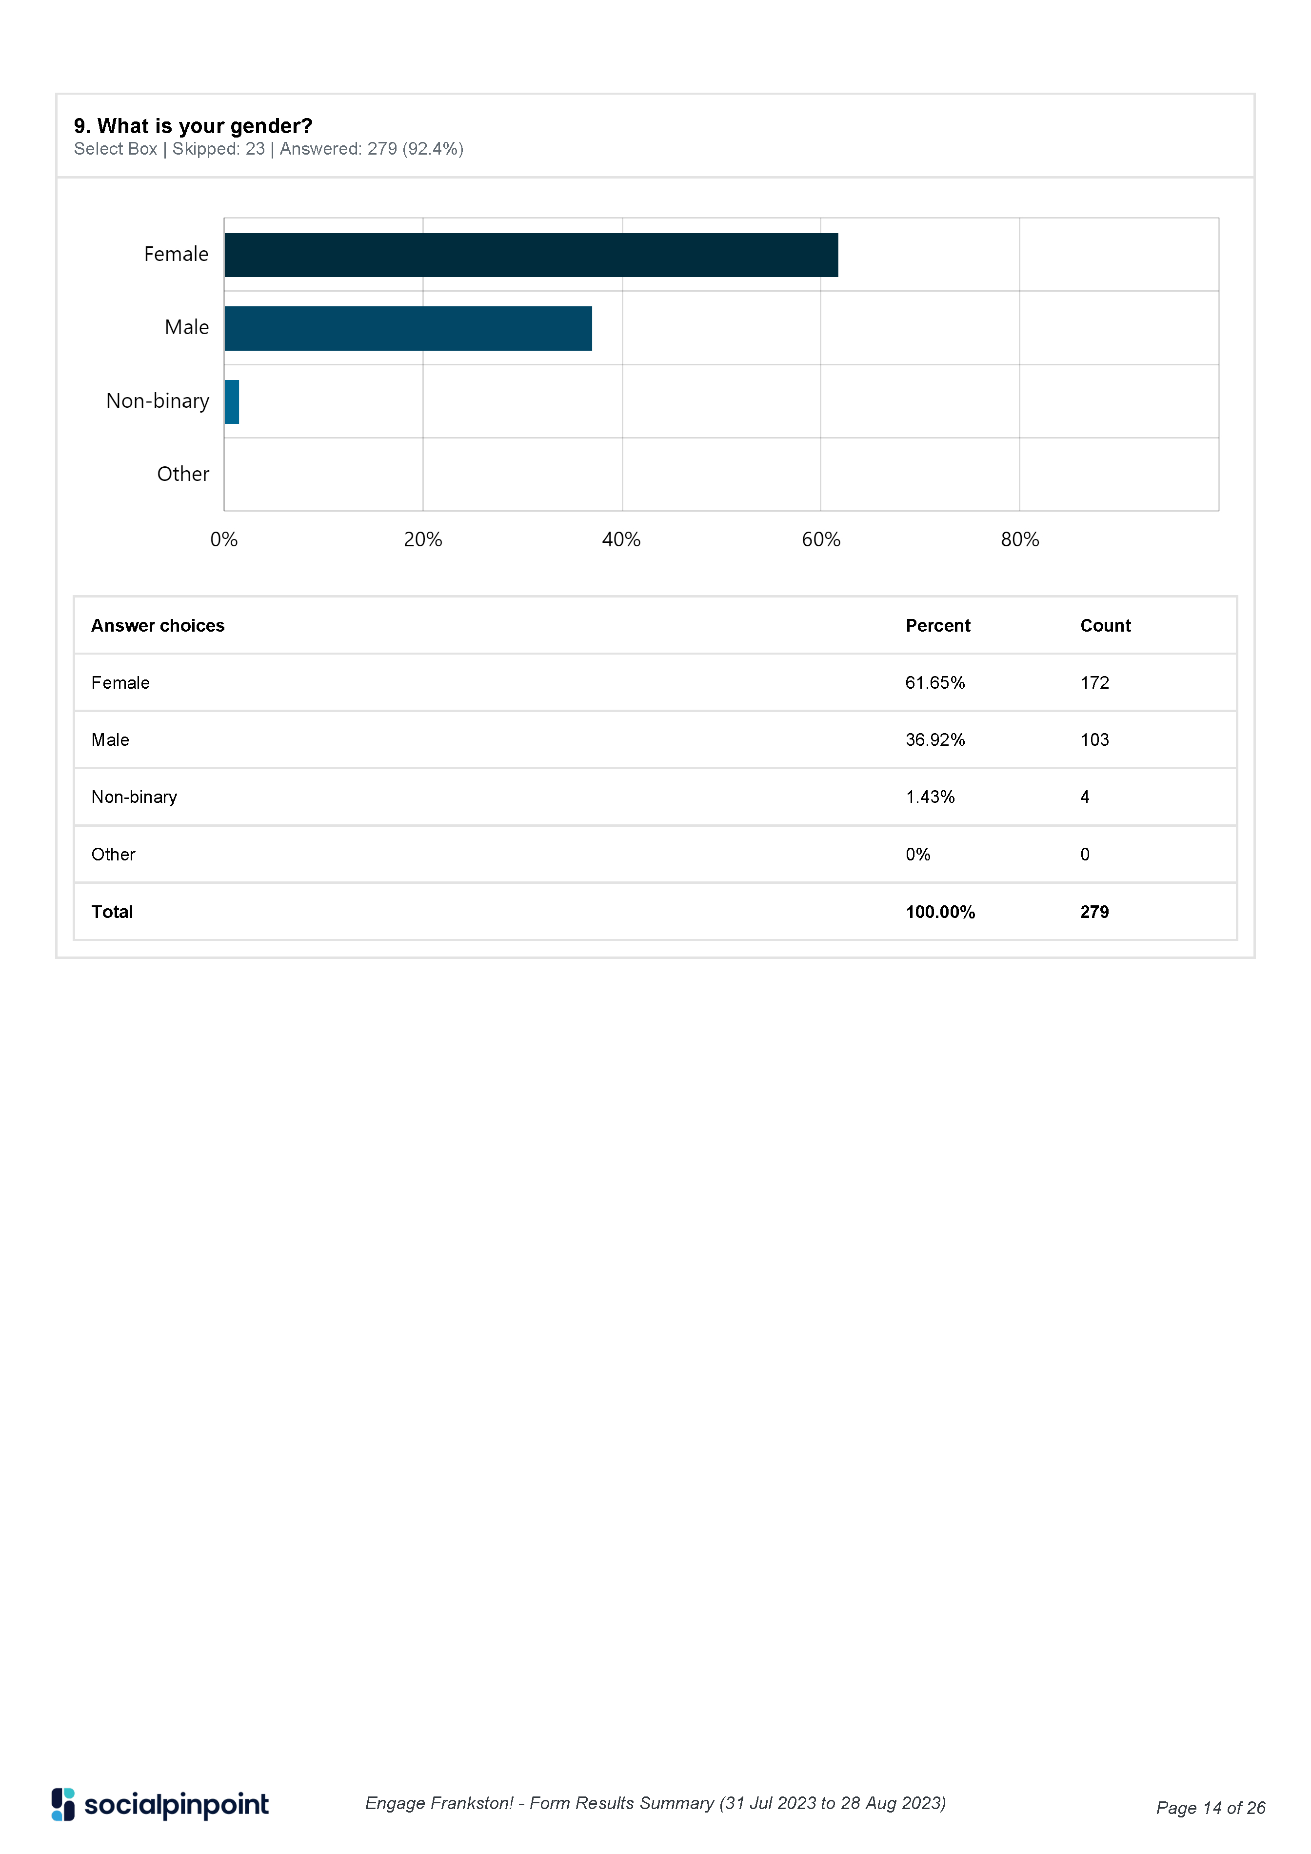 9. What is your gender?
Select Box | Skipped: 23 | Answered: 279 (92.4%)
Female
Male
Non-binary
Other
0% 20% 40% 60% 80%
Answer choices Percent Count
Female 61.65% 172
Male 36.92% 103
Non-binary 1.43% 4
Other 0% 0
Total 100.00% 279
socialpinpoint Engage Frankston! - Form Results Summary (31 Jul 2023 to 28 Aug 2023) Page 14 of 26